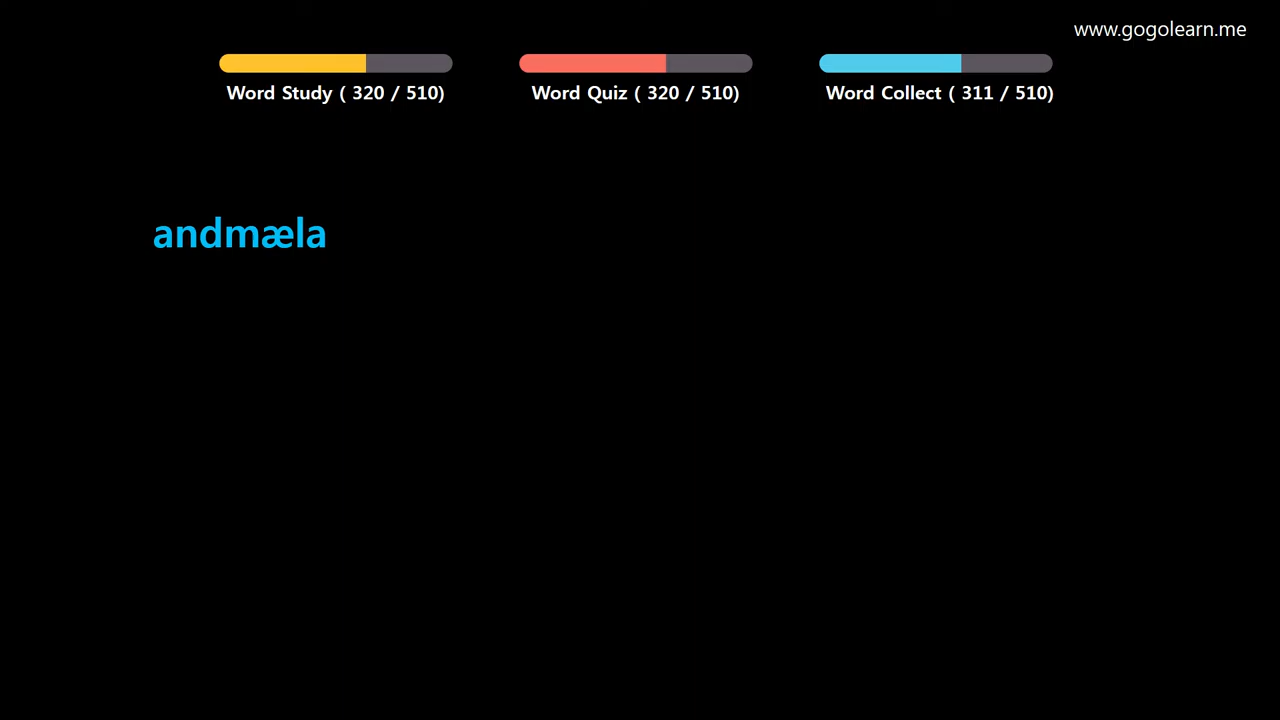 www.gogolearn.me
Word Study ( 320 / 510)
Word Quiz ( 320 / 510)
Word Collect ( 311 / 510)
andmæla